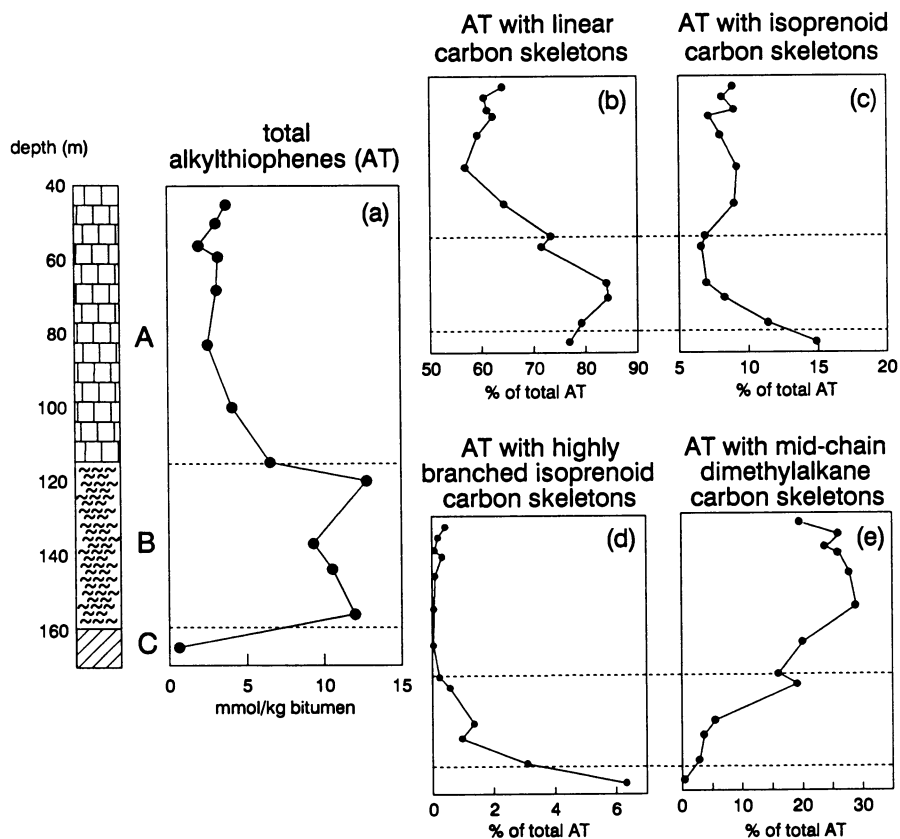 AT with linear
carbon skeletons
AT with isoprenoid
carbon skeletons
(b)
(c)
50 60 70 80 90
% of total AT
5 10 15 20
% of total AT
depth (m)
total
alkylthiophenes (AT)
(a)
40
60
80
100
120
140
160
A
B
C
0 5 10 15
mmol/kg bitumen
AT with highly
branched isoprenoid
carbon skeletons
AT with mid-chain
dimethylalkane
carbon skeletons
(d)
(e)
0 2 4 6
% of total AT
0 10 20 30
% of total AT